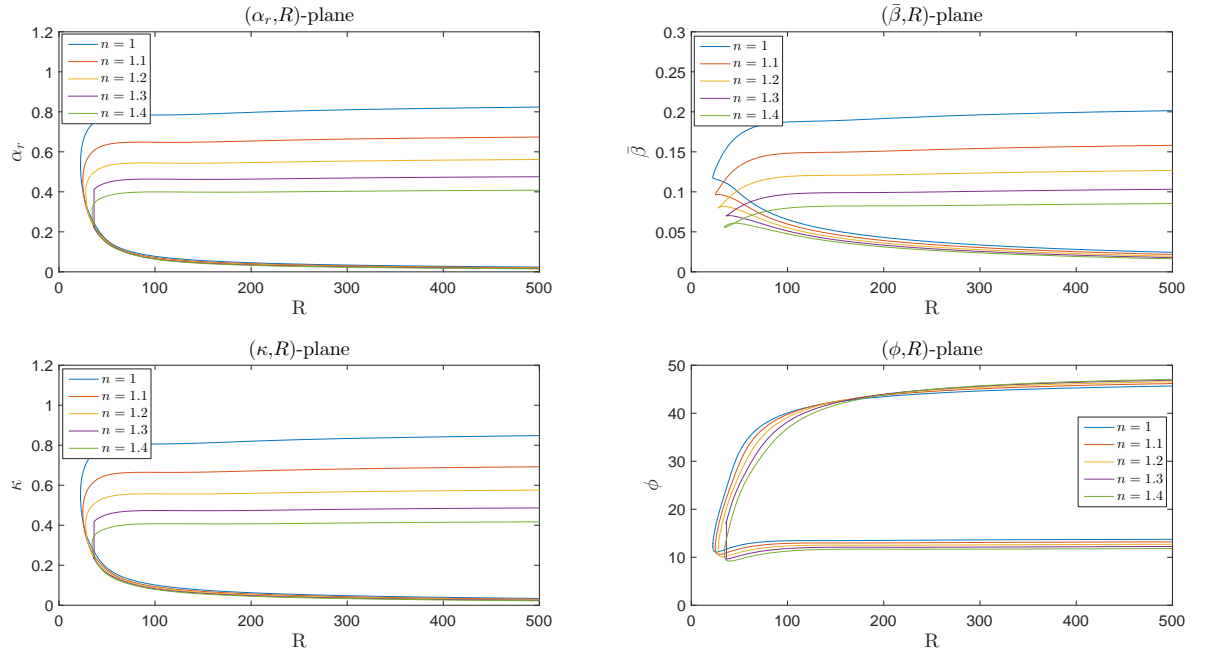 (α_r,R)-plane
1.2
1
0.8
0.6
0.4
0.2
0
α_r
n = 1
n = 1.1
n = 1.2
n = 1.3
n = 1.4
0 100 200 300 400 500
R
(β̄,R)-plane
0.3
0.25
0.2
0.15
0.1
0.05
0
β̄
n = 1
n = 1.1
n = 1.2
n = 1.3
n = 1.4
0 100 200 300 400 500
R
(κ,R)-plane
1.2
1
0.8
0.6
0.4
0.2
0
κ
n = 1
n = 1.1
n = 1.2
n = 1.3
n = 1.4
0 100 200 300 400 500
R
(ϕ,R)-plane
50
40
30
20
10
0
ϕ
n = 1
n = 1.1
n = 1.2
n = 1.3
n = 1.4
0 100 200 300 400 500
R